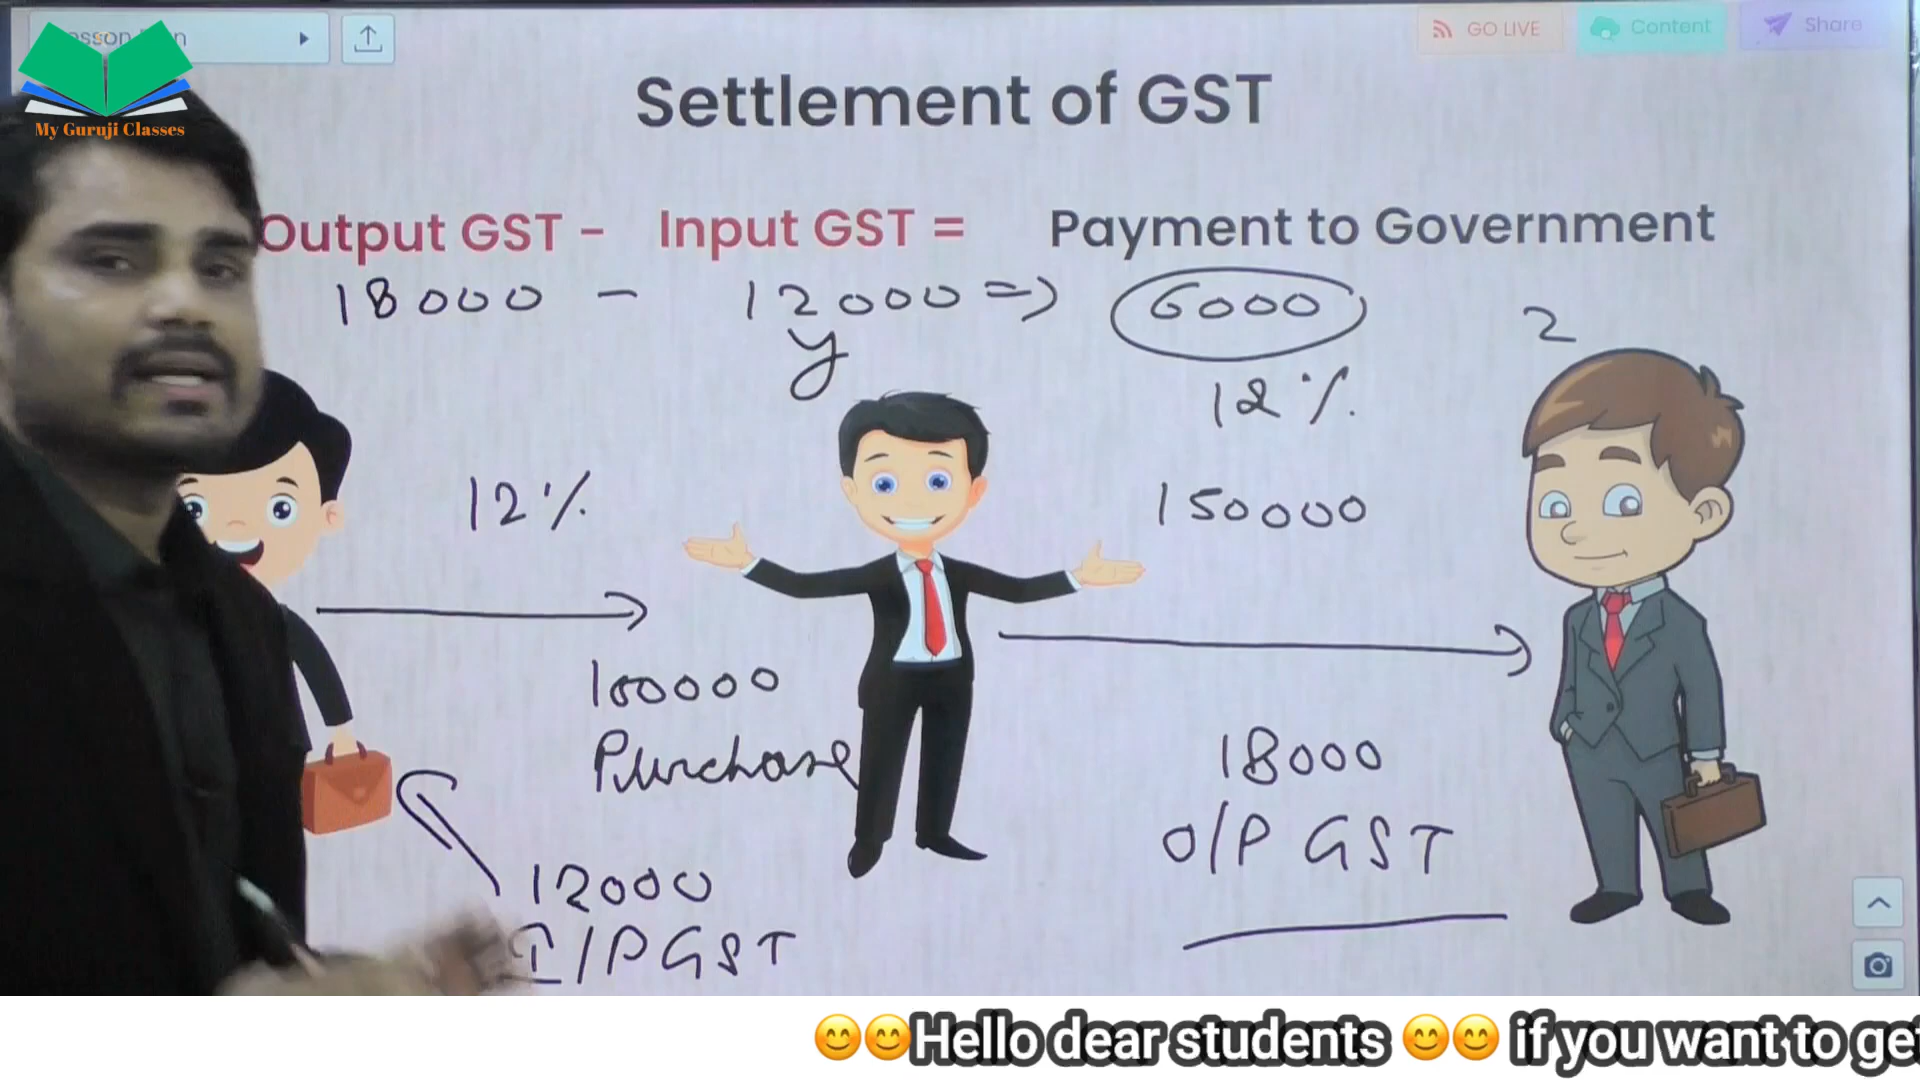 GO LIVE
Content
Share
My Guruji Classes
Settlement of GST
Output GST - Input GST = Payment to Government
18000 - 12000 => 6000
y
2
12%
12%
150000
100000
Purchase
18000
O/P GST
12000
I/P GST
😊😊Hello dear students 😊😊 if you want to get